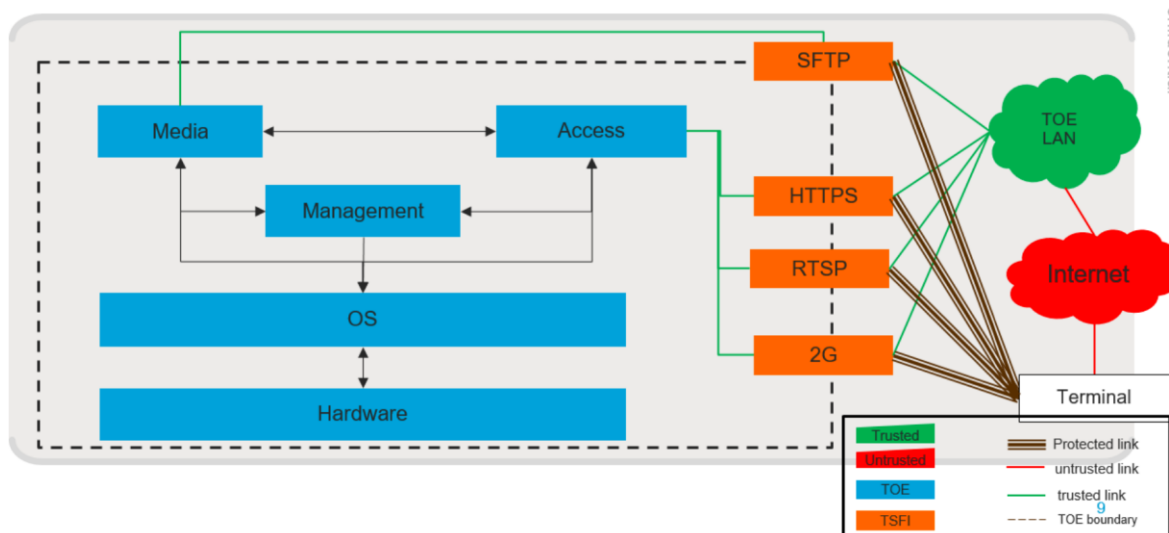 SFTP
TOE
LAN
Media
Access
HTTPS
Management
RTSP
Internet
OS
2G
Hardware
Terminal
Trusted
Untrusted
TOE
TSFI
Protected link
untrusted link
trusted link
9
TOE boundary